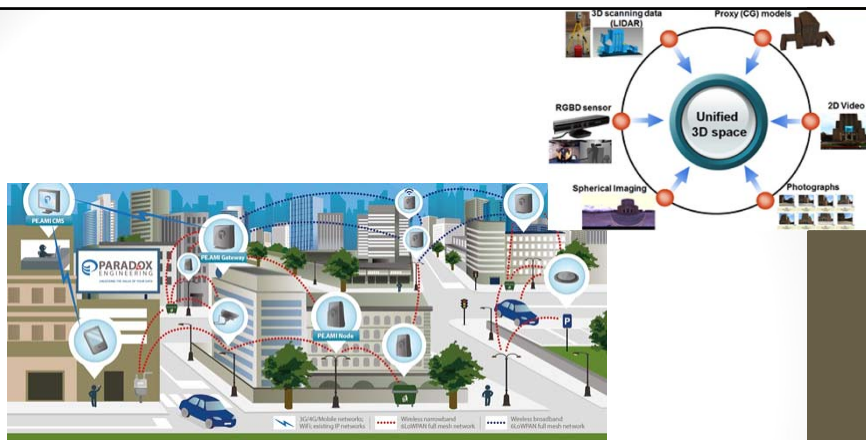 3D scanning data
(LIDAR)
Proxy (CG) models
RGBD sensor
Unified
3D space
2D Video
Spherical Imaging
Photographs
PE.AMI CMS
PARADOX
ENGINEERING
PE.AMI Gateway
PE.AMI Node
P
3G/4G/Mobile networks;
WiFi; existing IP networks
Wireless narrowband
6LoWPAN full mesh network
Wireless broadband
6LoWPAN full mesh network